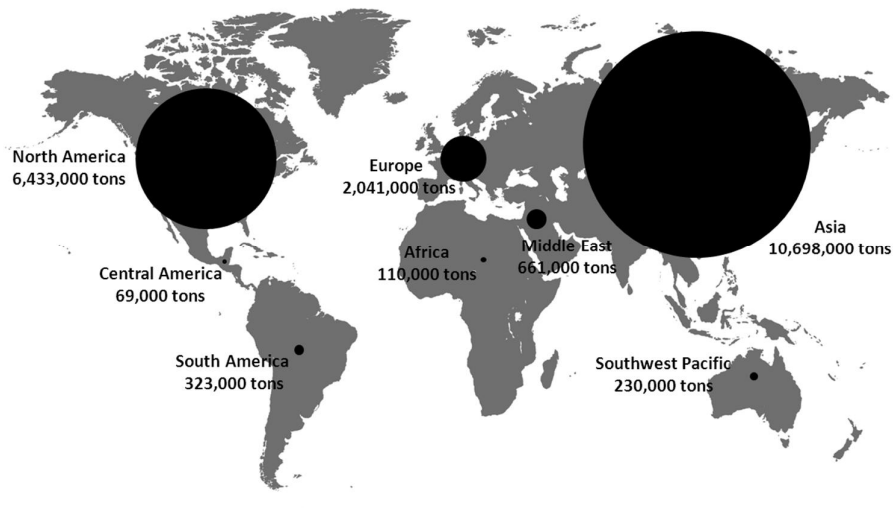 North America
6,433,000 tons
Europe
2,041,000 tons
Asia
10,698,000 tons
Africa
110,000 tons
Middle East
661,000 tons
Central America
69,000 tons
South America
323,000 tons
Southwest Pacific
230,000 tons